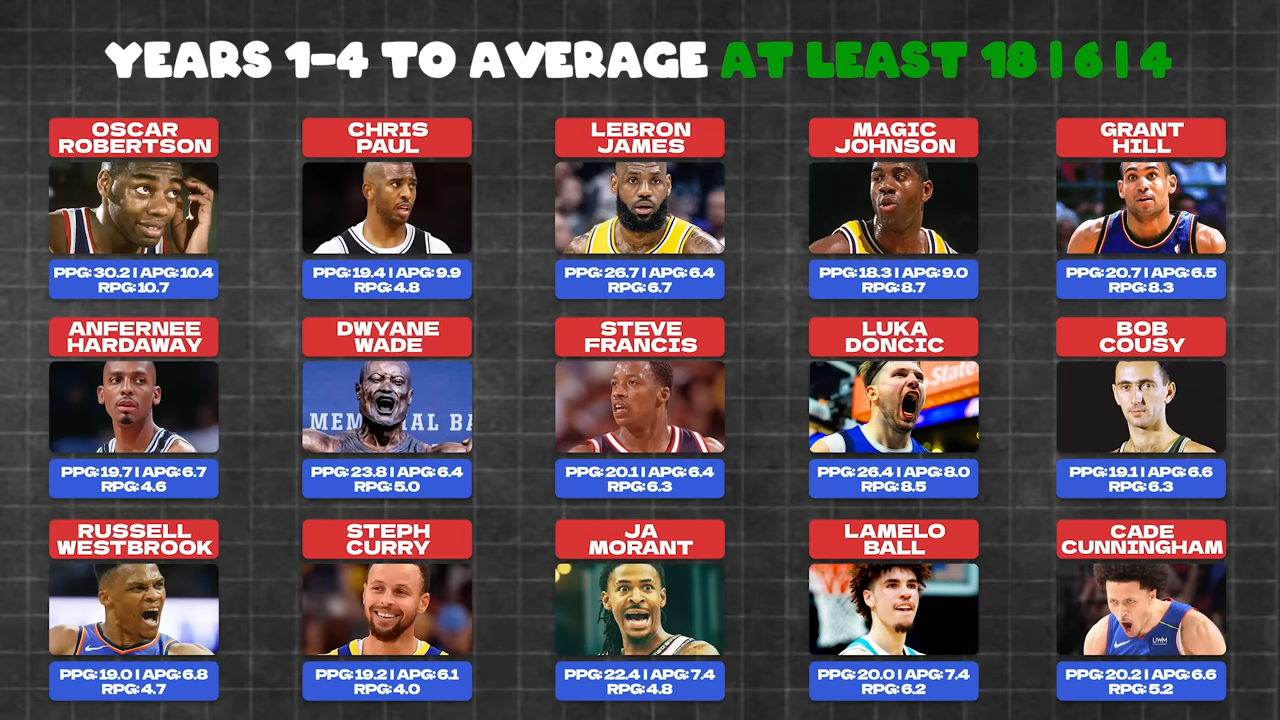 YEARS 1-4 TO AVERAGE AT LEAST 18 | 6 | 4
OSCAR
ROBERTSON
PPG: 30.2 | APG: 10.4
RPG: 10.7
CHRIS
PAUL
PPG: 19.4 | APG: 9.9
RPG: 4.8
LEBRON
JAMES
PPG: 26.7 | APG: 6.4
RPG: 6.7
MAGIC
JOHNSON
PPG: 18.3 | APG: 9.0
RPG: 8.7
GRANT
HILL
PPG: 20.7 | APG: 6.5
RPG: 8.3
ANFERNEE
HARDAWAY
PPG: 19.7 | APG: 6.7
RPG: 4.6
DWYANE
WADE
MEM IAL BA
PPG: 23.8 | APG: 6.4
RPG: 5.0
STEVE
FRANCIS
PPG: 20.1 | APG: 6.4
RPG: 6.3
LUKA
DONCIC
State
PPG: 26.4 | APG: 8.0
RPG: 8.5
BOB
COUSY
PPG: 19.1 | APG: 6.6
RPG: 6.3
RUSSELL
WESTBROOK
PPG: 19.0 | APG: 6.8
RPG: 4.7
STEPH
CURRY
PPG: 19.2 | APG: 6.1
RPG: 4.0
JA
MORANT
PPG: 22.4 | APG: 7.4
RPG: 4.8
LAMELO
BALL
PPG: 20.0 | APG: 7.4
RPG: 6.2
CADE
CUNNINGHAM
UWM
PPG: 20.2 | APG: 6.6
RPG: 5.2